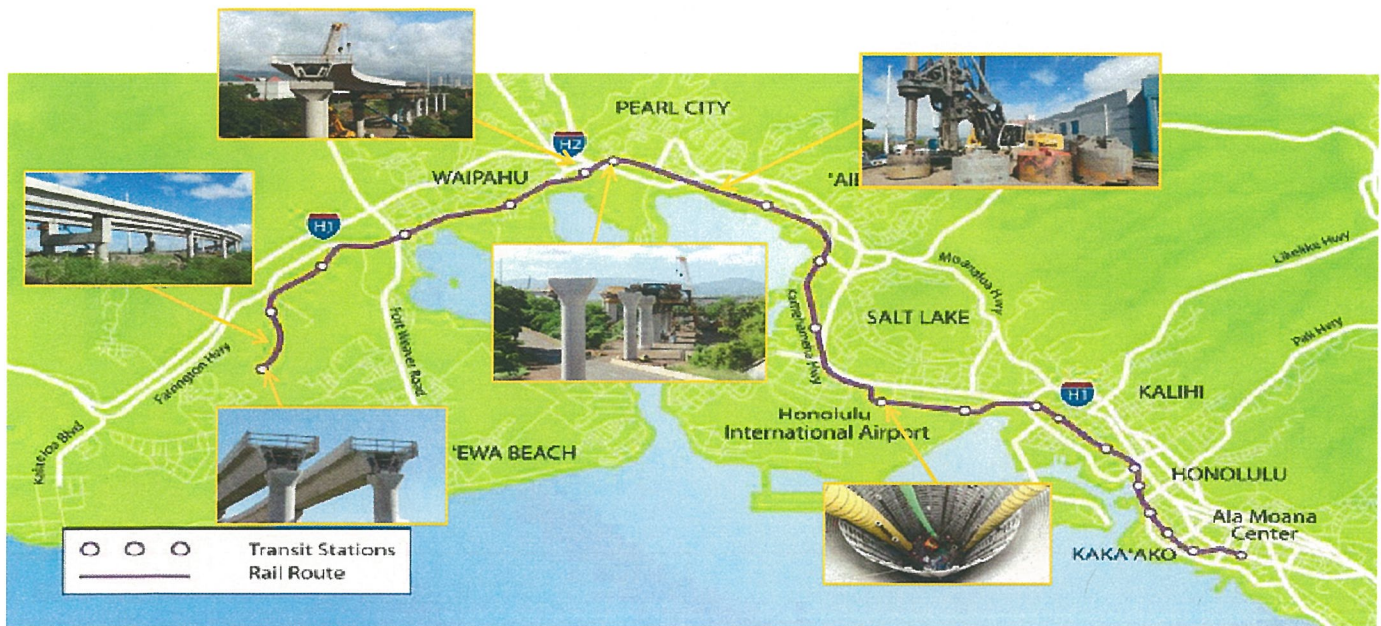 PEARL CITY
H2
WAIPAHU
H1
Moanaloa Hwy
Likelike Hwy
SALT LAKE
Pali Hwy
Kamehameha Hwy
Fort Weaver Road
Farrington Hwy
H1
KALIHI
Honolulu
International Airport
Kalaeloa Blvd
'EWA BEACH
HONOLULU
Ala Moana
Center
KAKA'AKO
Transit Stations
Rail Route